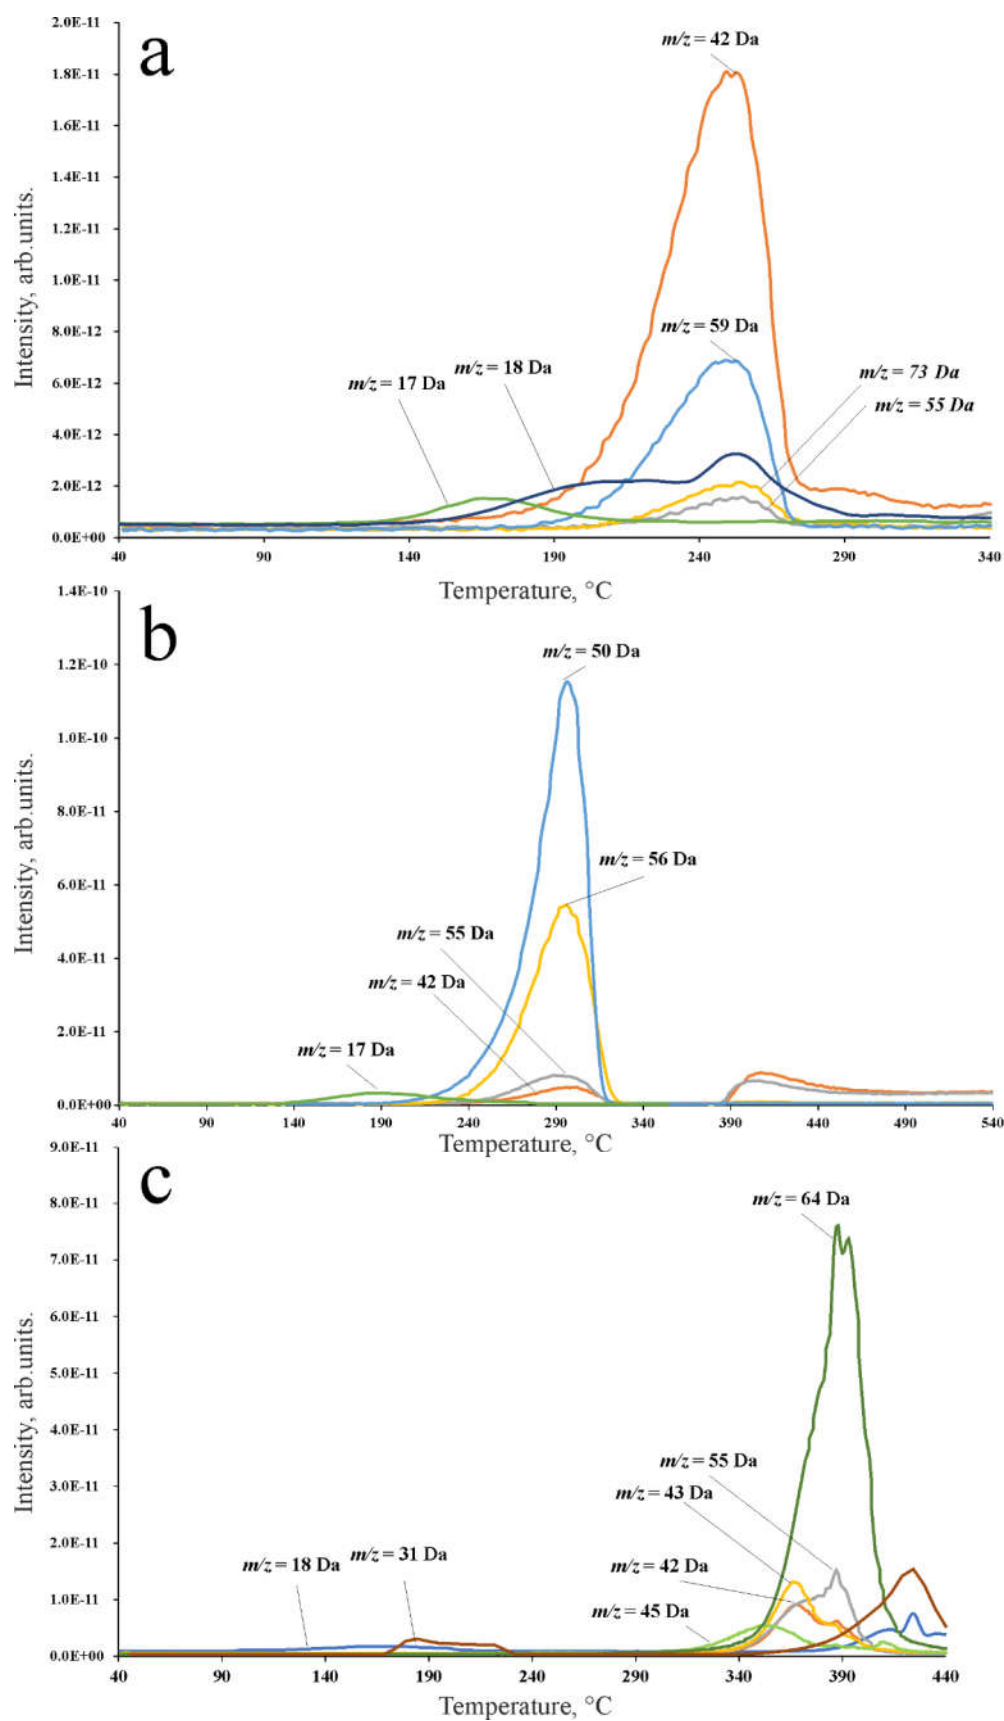 a
2.0E-11
1.8E-11
1.6E-11
1.4E-11
1.2E-11
1.0E-11
8.0E-12
6.0E-12
4.0E-12
2.0E-12
0.0E+00
Intensity, arb.units.
m/z = 42 Da
m/z = 59 Da
m/z = 18 Da
m/z = 17 Da
m/z = 73 Da
m/z = 55 Da
40 90 140 190 240 290 340
Temperature, °C
b
1.4E-10
1.2E-10
1.0E-10
8.0E-11
6.0E-11
4.0E-11
2.0E-11
0.0E+00
Intensity, arb.units.
m/z = 50 Da
m/z = 56 Da
m/z = 55 Da
m/z = 42 Da
m/z = 17 Da
40 90 140 190 240 290 340 390 440 490 540
Temperature, °C
c
9.0E-11
8.0E-11
7.0E-11
6.0E-11
5.0E-11
4.0E-11
3.0E-11
2.0E-11
1.0E-11
0.0E+00
Intensity, arb.units.
m/z = 64 Da
m/z = 55 Da
m/z = 43 Da
m/z = 31 Da
m/z = 18 Da
m/z = 42 Da
m/z = 45 Da
40 90 140 190 240 290 340 390 440
Temperature, °C